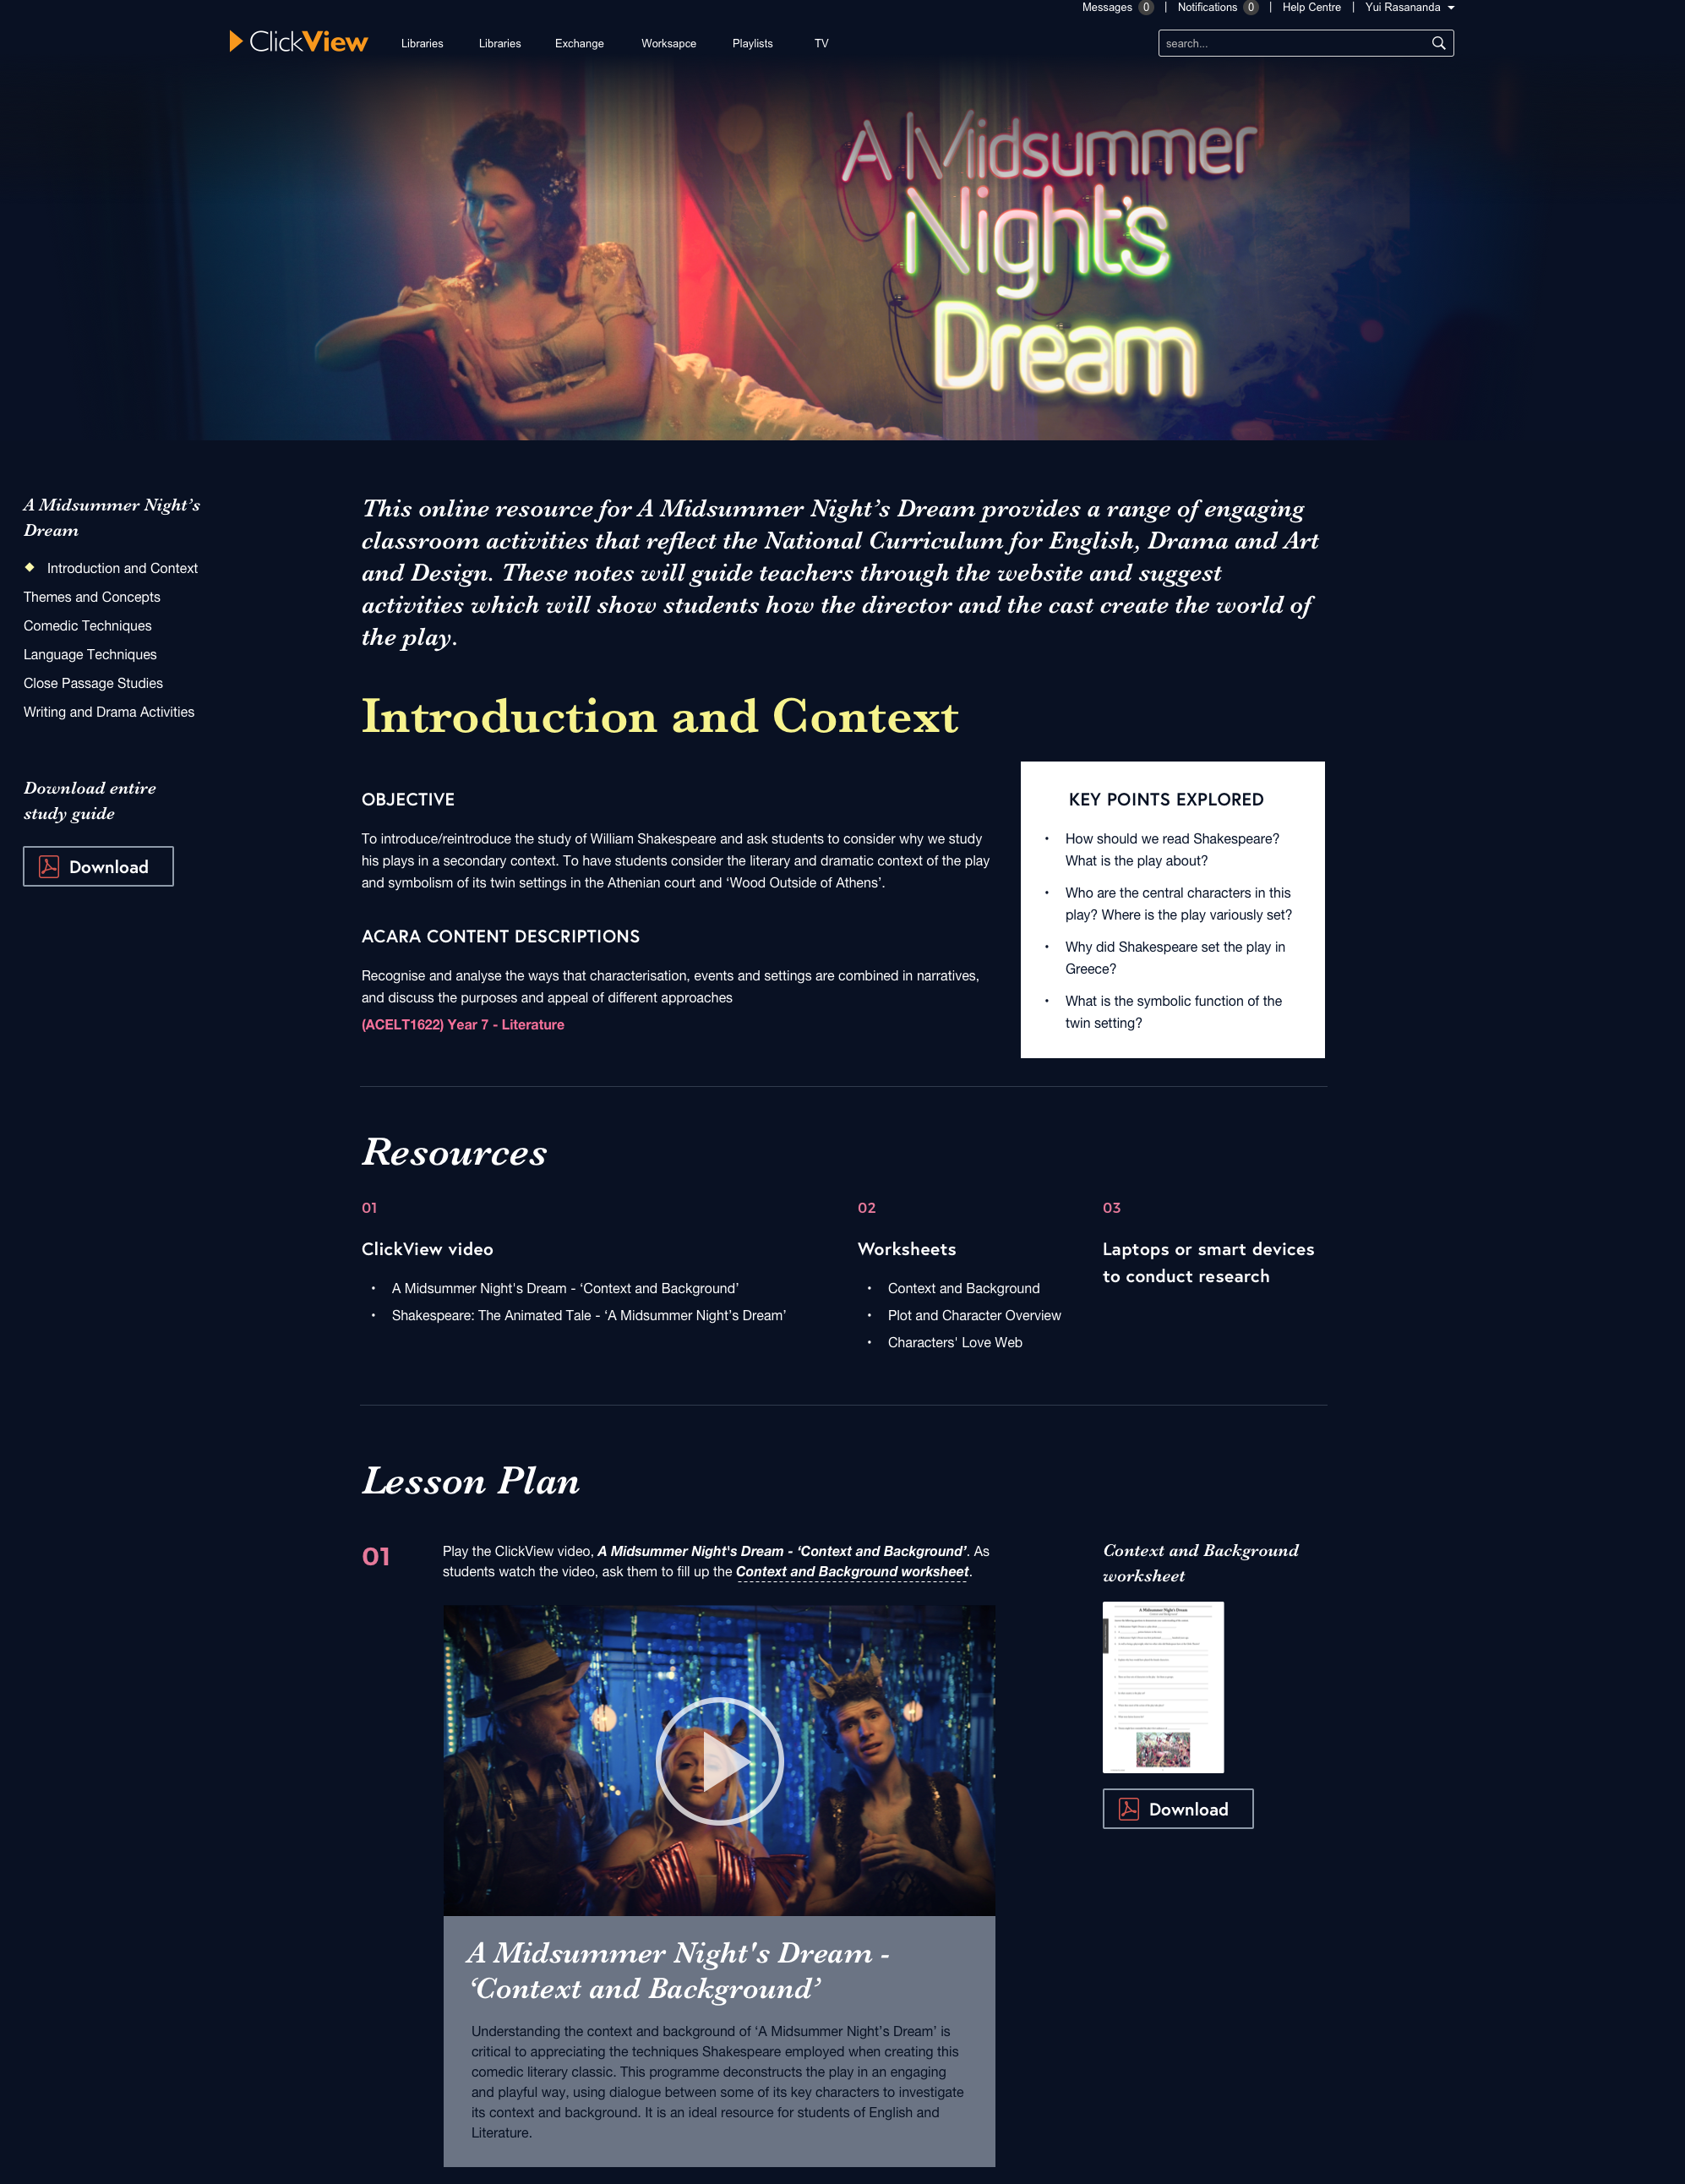 Messages 0 | Notifications 0 | Help Centre | Yui Rasananda
ClickView Libraries Libraries Exchange Worksapce Playlists TV search...
A Midsummer
Night's
Dream
A Midsummer Night’s
Dream
Introduction and Context
Themes and Concepts
Comedic Techniques
Language Techniques
Close Passage Studies
Writing and Drama Activities
Download entire
study guide
Download
This online resource for A Midsummer Night’s Dream provides a range of engaging
classroom activities that reflect the National Curriculum for English, Drama and Art
and Design. These notes will guide teachers through the website and suggest
activities which will show students how the director and the cast create the world of
the play.
Introduction and Context
OBJECTIVE
To introduce/reintroduce the study of William Shakespeare and ask students to consider why we study
his plays in a secondary context. To have students consider the literary and dramatic context of the play
and symbolism of its twin settings in the Athenian court and ‘Wood Outside of Athens’.
ACARA CONTENT DESCRIPTIONS
Recognise and analyse the ways that characterisation, events and settings are combined in narratives,
and discuss the purposes and appeal of different approaches
(ACELT1622) Year 7 - Literature
KEY POINTS EXPLORED
• How should we read Shakespeare?
What is the play about?
• Who are the central characters in this
play? Where is the play variously set?
• Why did Shakespeare set the play in
Greece?
• What is the symbolic function of the
twin setting?
Resources
01
ClickView video
• A Midsummer Night's Dream - ‘Context and Background’
• Shakespeare: The Animated Tale - ‘A Midsummer Night’s Dream’
02
Worksheets
• Context and Background
• Plot and Character Overview
• Characters' Love Web
03
Laptops or smart devices
to conduct research
Lesson Plan
01
Play the ClickView video, A Midsummer Night's Dream - ‘Context and Background’. As
students watch the video, ask them to fill up the Context and Background worksheet.
A Midsummer Night's Dream -
‘Context and Background’
Understanding the context and background of ‘A Midsummer Night’s Dream’ is
critical to appreciating the techniques Shakespeare employed when creating this
comedic literary classic. This programme deconstructs the play in an engaging
and playful way, using dialogue between some of its key characters to investigate
its context and background. It is an ideal resource for students of English and
Literature.
Context and Background
worksheet
A Midsummer Night's Dream
Download